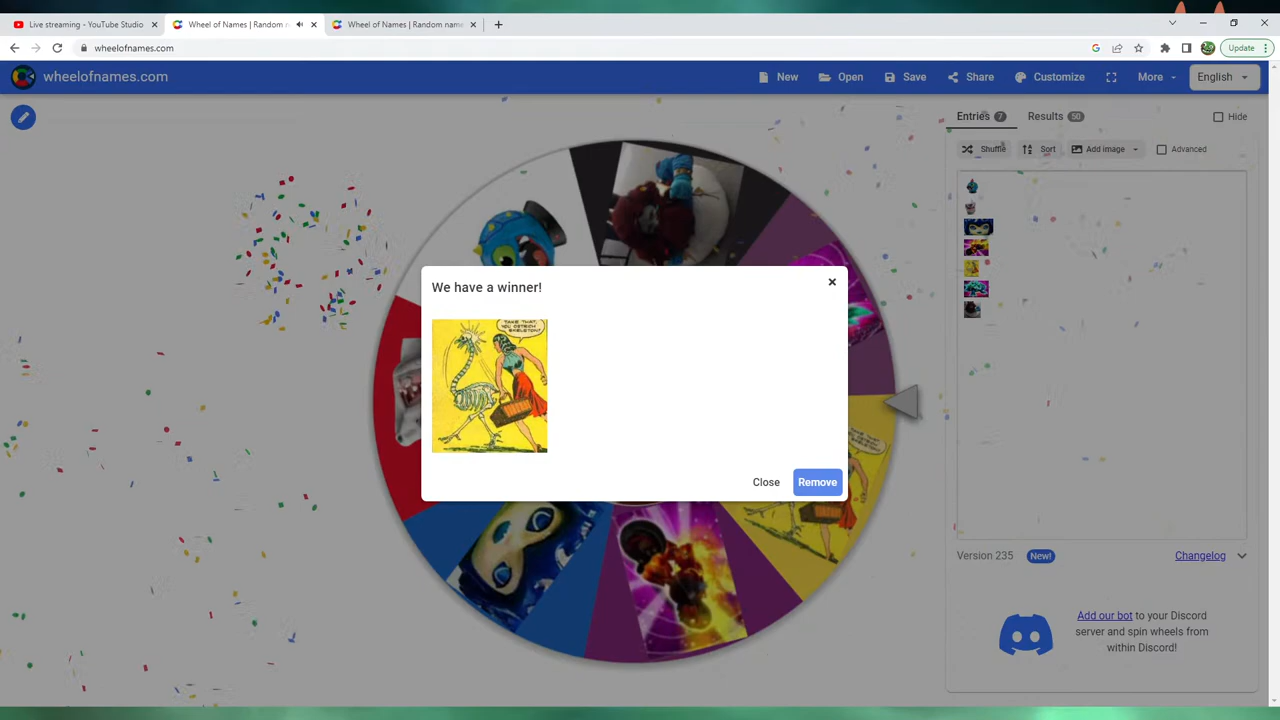 Live streaming - YouTube Studio
Wheel of Names | Random n
Wheel of Names | Random name
wheelofnames.com
Update
wheelofnames.com
New
Open
Save
Share
Customize
More
English
Entries 7
Results 50
Hide
Shuffle
Sort
Add image
Advanced
We have a winner!
TAKE THAT,
YOU OSTRICH
SKELETON!
Close
Remove
Version 235
New!
Changelog
Add our bot to your Discord
server and spin wheels from
within Discord!